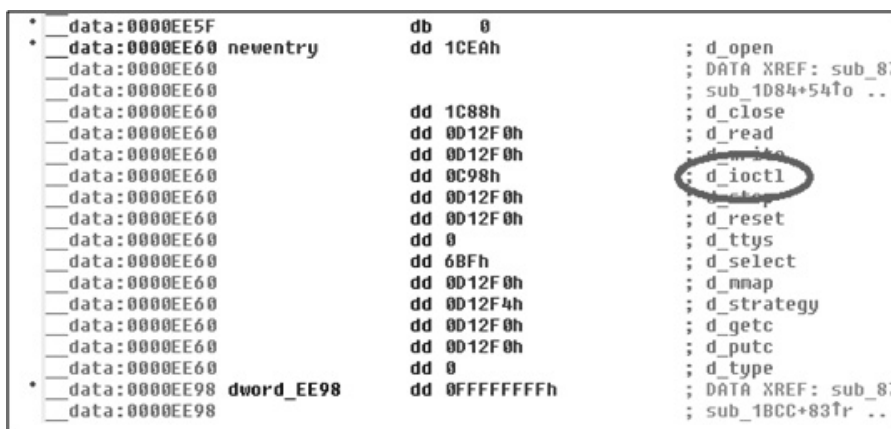 __data:0000EE5F db 0
__data:0000EE60 newentry dd 1CEAh ; d_open
__data:0000EE60 ; DATA XREF: sub_87
__data:0000EE60 ; sub_1D84+54↑o ..
__data:0000EE60 dd 1C88h ; d_close
__data:0000EE60 dd 0D12F0h ; d_read
__data:0000EE60 dd 0D12F0h ; d_write
__data:0000EE60 dd 0C98h ; d_ioctl
__data:0000EE60 dd 0D12F0h ; d_stop
__data:0000EE60 dd 0D12F0h ; d_reset
__data:0000EE60 dd 0 ; d_ttys
__data:0000EE60 dd 6BFh ; d_select
__data:0000EE60 dd 0D12F0h ; d_mmap
__data:0000EE60 dd 0D12F4h ; d_strategy
__data:0000EE60 dd 0D12F0h ; d_getc
__data:0000EE60 dd 0D12F0h ; d_putc
__data:0000EE60 dd 0 ; d_type
__data:0000EE98 dword_EE98 dd 0FFFFFFFFh ; DATA XREF: sub_87
__data:0000EE98 ; sub_1BCC+83↑r ..